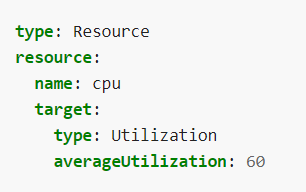 type: Resource
resource:
  name: cpu
  target:
    type: Utilization
    averageUtilization: 60